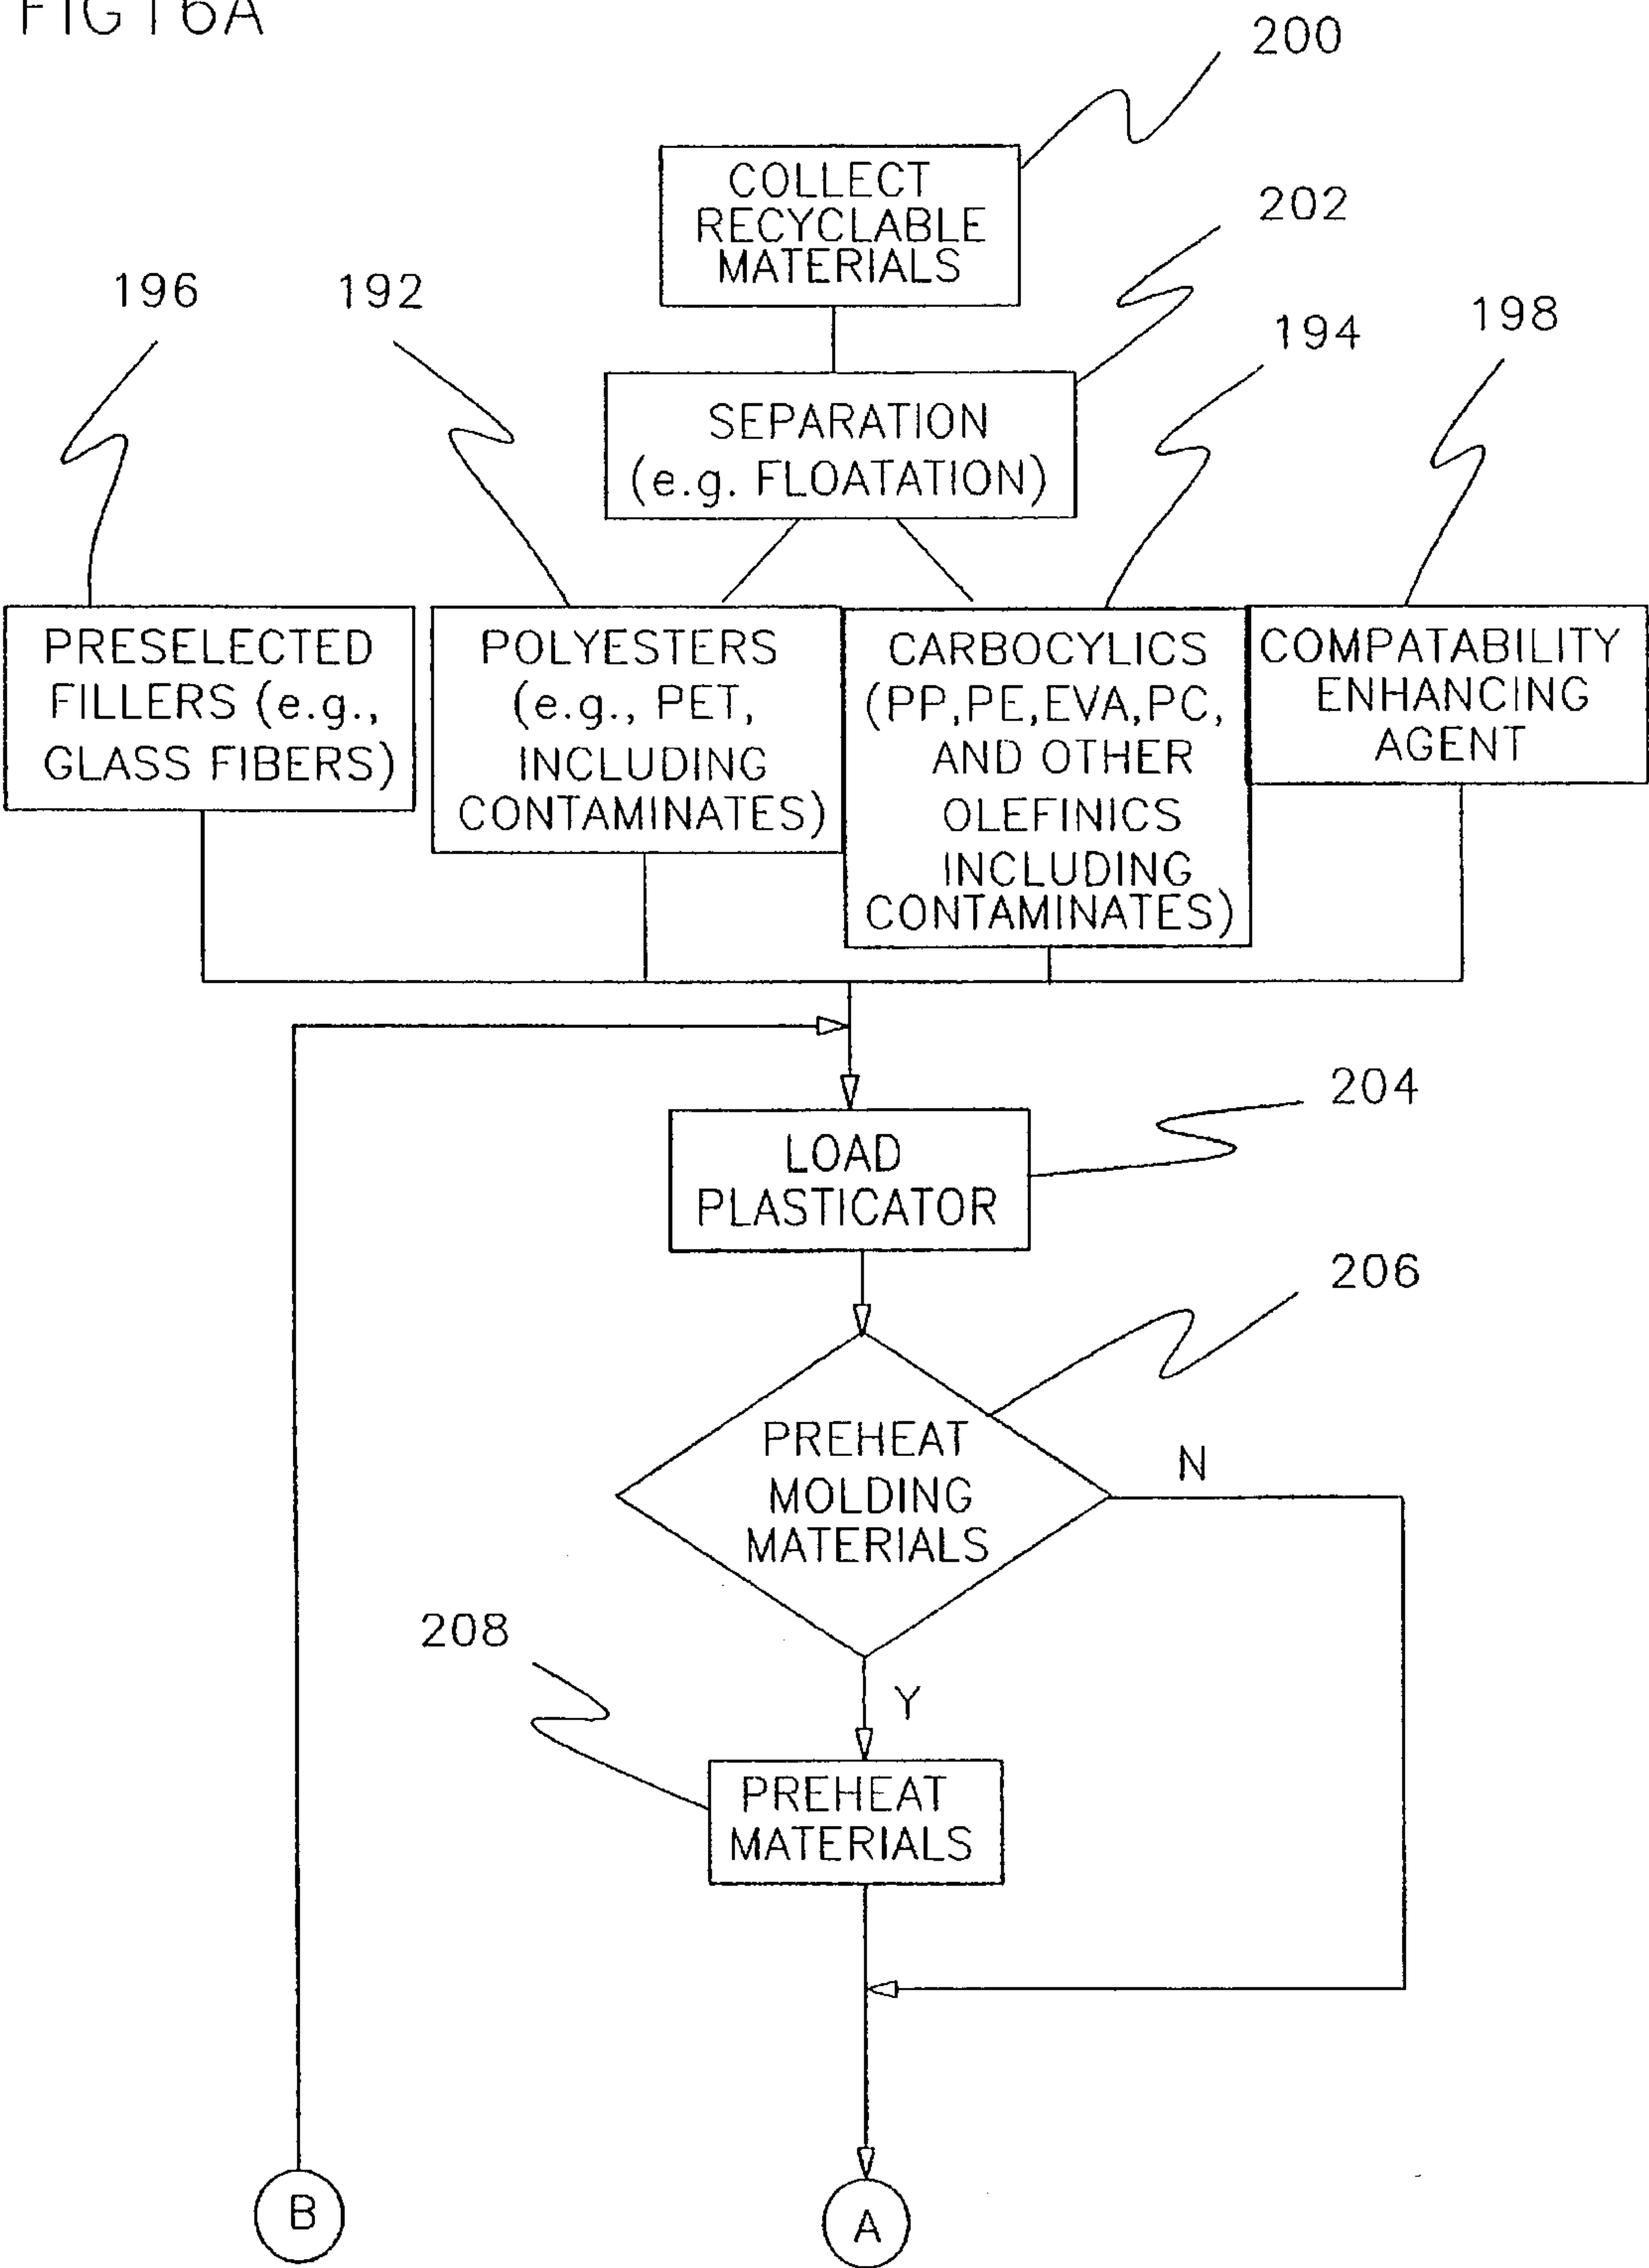 FIG16A
200
COLLECT
RECYCLABLE
MATERIALS
202
196
192
194
198
SEPARATION
(e.g. FLOATATION)
PRESELECTED
FILLERS (e.g.,
GLASS FIBERS)
POLYESTERS
(e.g., PET,
INCLUDING
CONTAMINATES)
CARBOCYLICS
(PP,PE,EVA,PC,
AND OTHER
OLEFINICS
INCLUDING
CONTAMINATES)
COMPATABILITY
ENHANCING
AGENT
204
LOAD
PLASTICATOR
206
PREHEAT
MOLDING
MATERIALS
N
208
Y
PREHEAT
MATERIALS
B
A